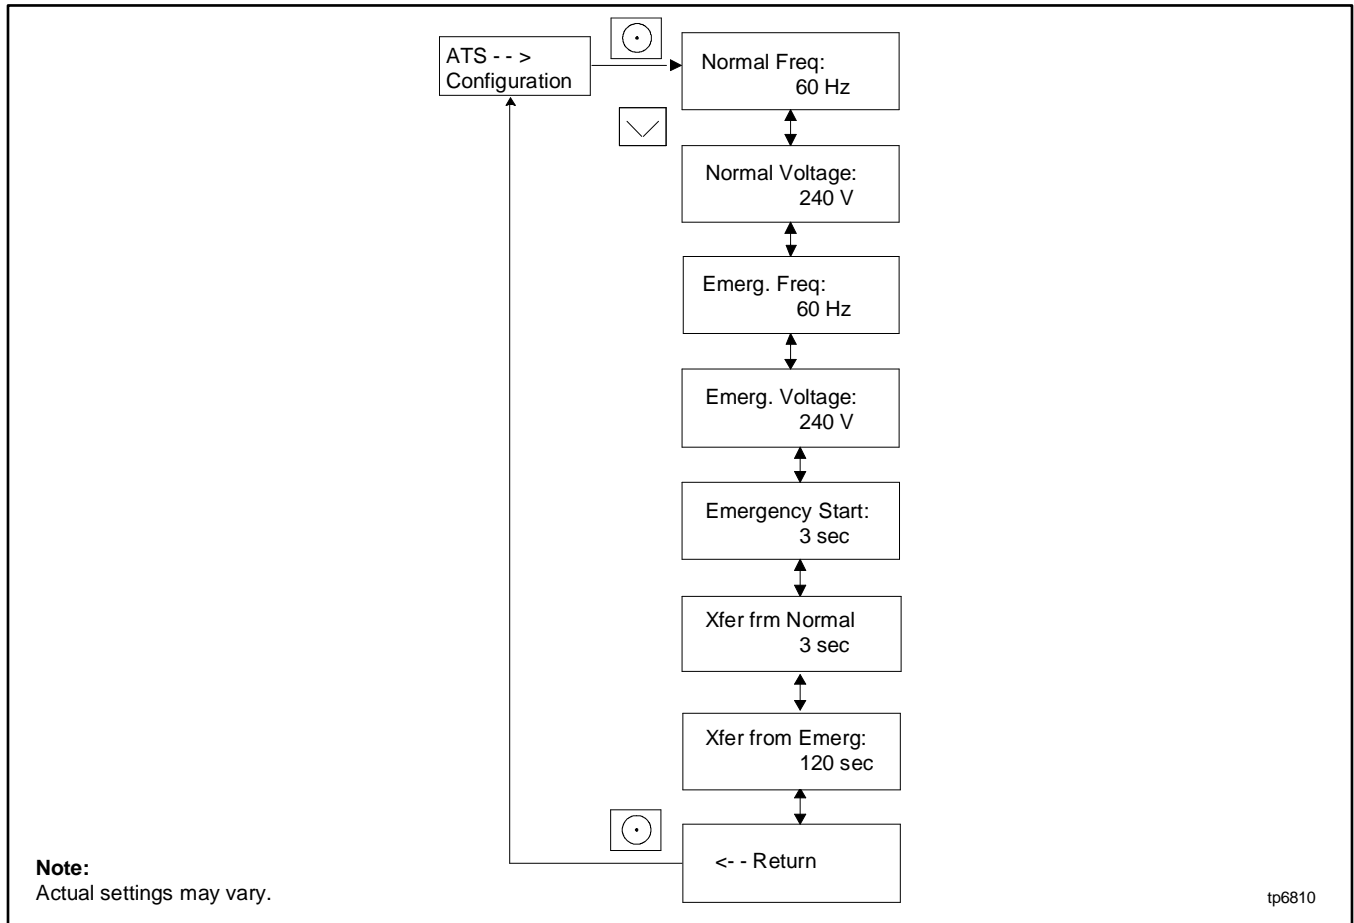 ATS - - >
Configuration
Normal Freq:
60 Hz
Normal Voltage:
240 V
Emerg. Freq:
60 Hz
Emerg. Voltage:
240 V
Emergency Start:
3 sec
Xfer frm Normal
3 sec
Xfer from Emerg:
120 sec
<- - Return
Note:
Actual settings may vary.
tp6810